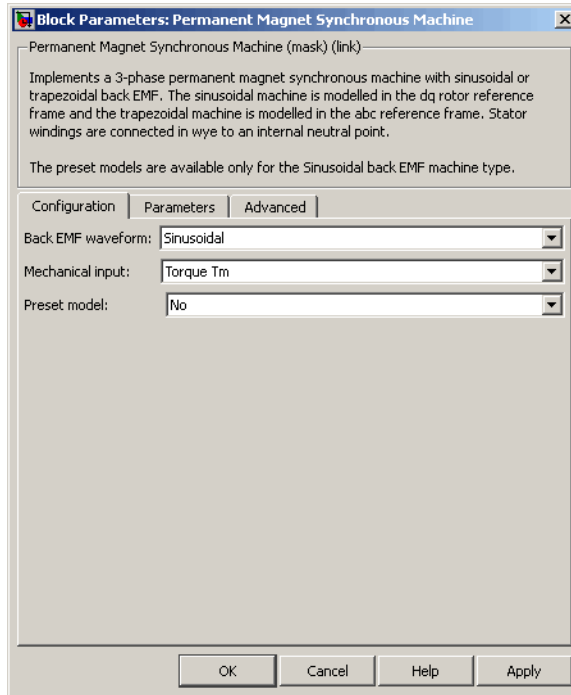 Block Parameters: Permanent Magnet Synchronous Machine
Permanent Magnet Synchronous Machine (mask) (link)
Implements a 3-phase permanent magnet synchronous machine with sinusoidal or
trapezoidal back EMF. The sinusoidal machine is modelled in the dq rotor reference
frame and the trapezoidal machine is modelled in the abc reference frame. Stator
windings are connected in wye to an internal neutral point.
The preset models are available only for the Sinusoidal back EMF machine type.
Configuration Parameters Advanced
Back EMF waveform: Sinusoidal
Mechanical input: Torque Tm
Preset model: No
OK Cancel Help Apply